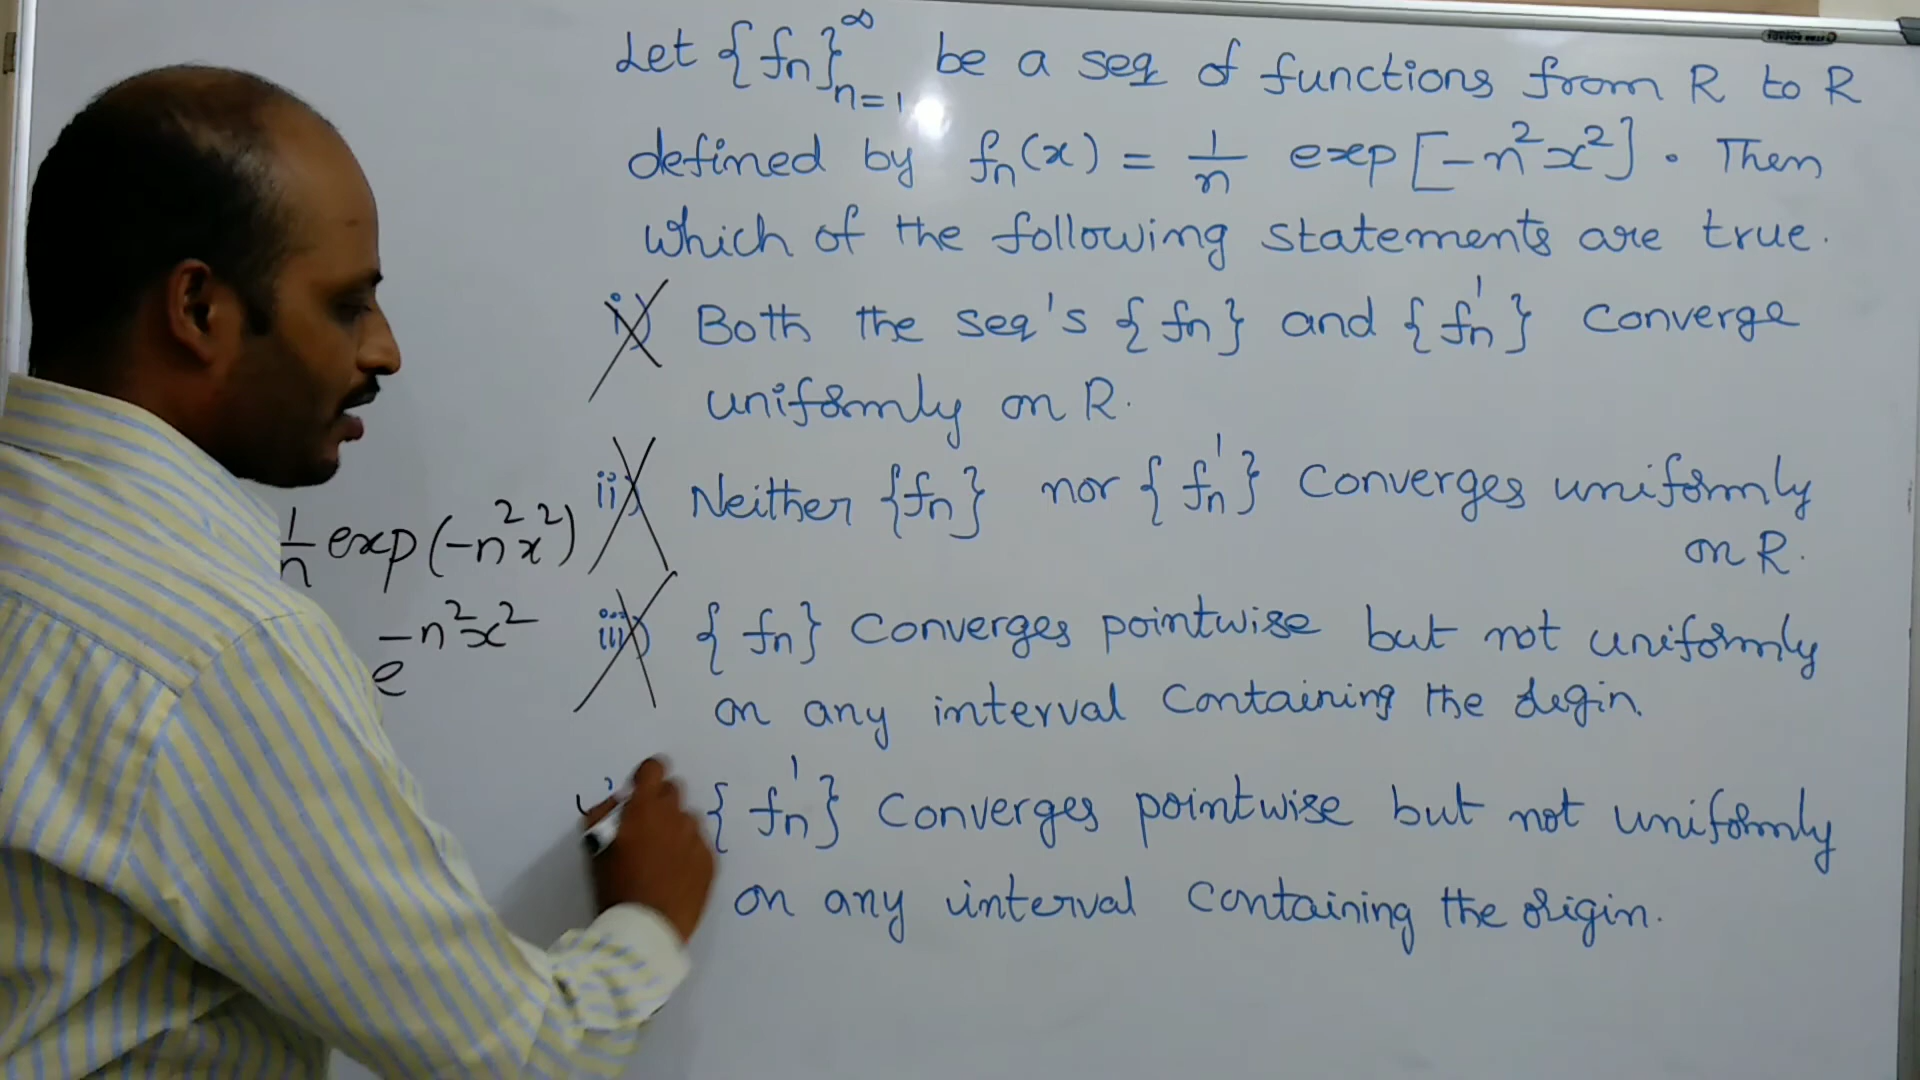 Let {fn}∞n=1 be a seq of functions from R to R
defined by fn(x) = 1/n exp[-n²x²]. Then
which of the following statements are true.
i) Both the seq's {fn} and {fn'} converge
uniformly on R.
ii) Neither {fn} nor {fn'} converges uniformly
on R.
1/n exp(-n²x²)
e^-n²x²
iii) {fn} converges pointwise but not uniformly
on any interval containing the origin.
{fn'} converges pointwise but not uniformly
on any interval containing the origin.